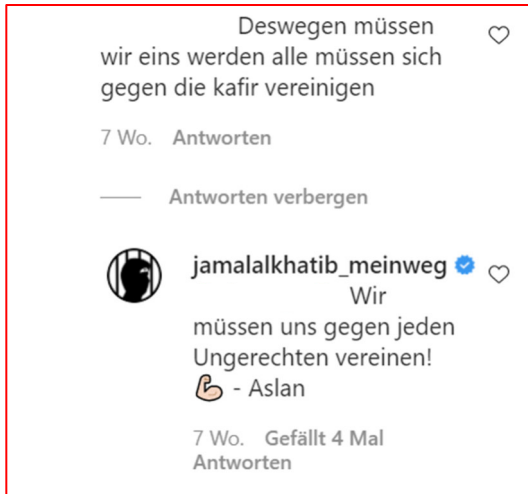 Deswegen müssen
wir eins werden alle müssen sich
gegen die kafir vereinigen
7 Wo. Antworten
Antworten verbergen
jamalalkhatib_meinweg
Wir
müssen uns gegen jeden
Ungerechten vereinen!
💪🏻 - Aslan
7 Wo. Gefällt 4 Mal
Antworten